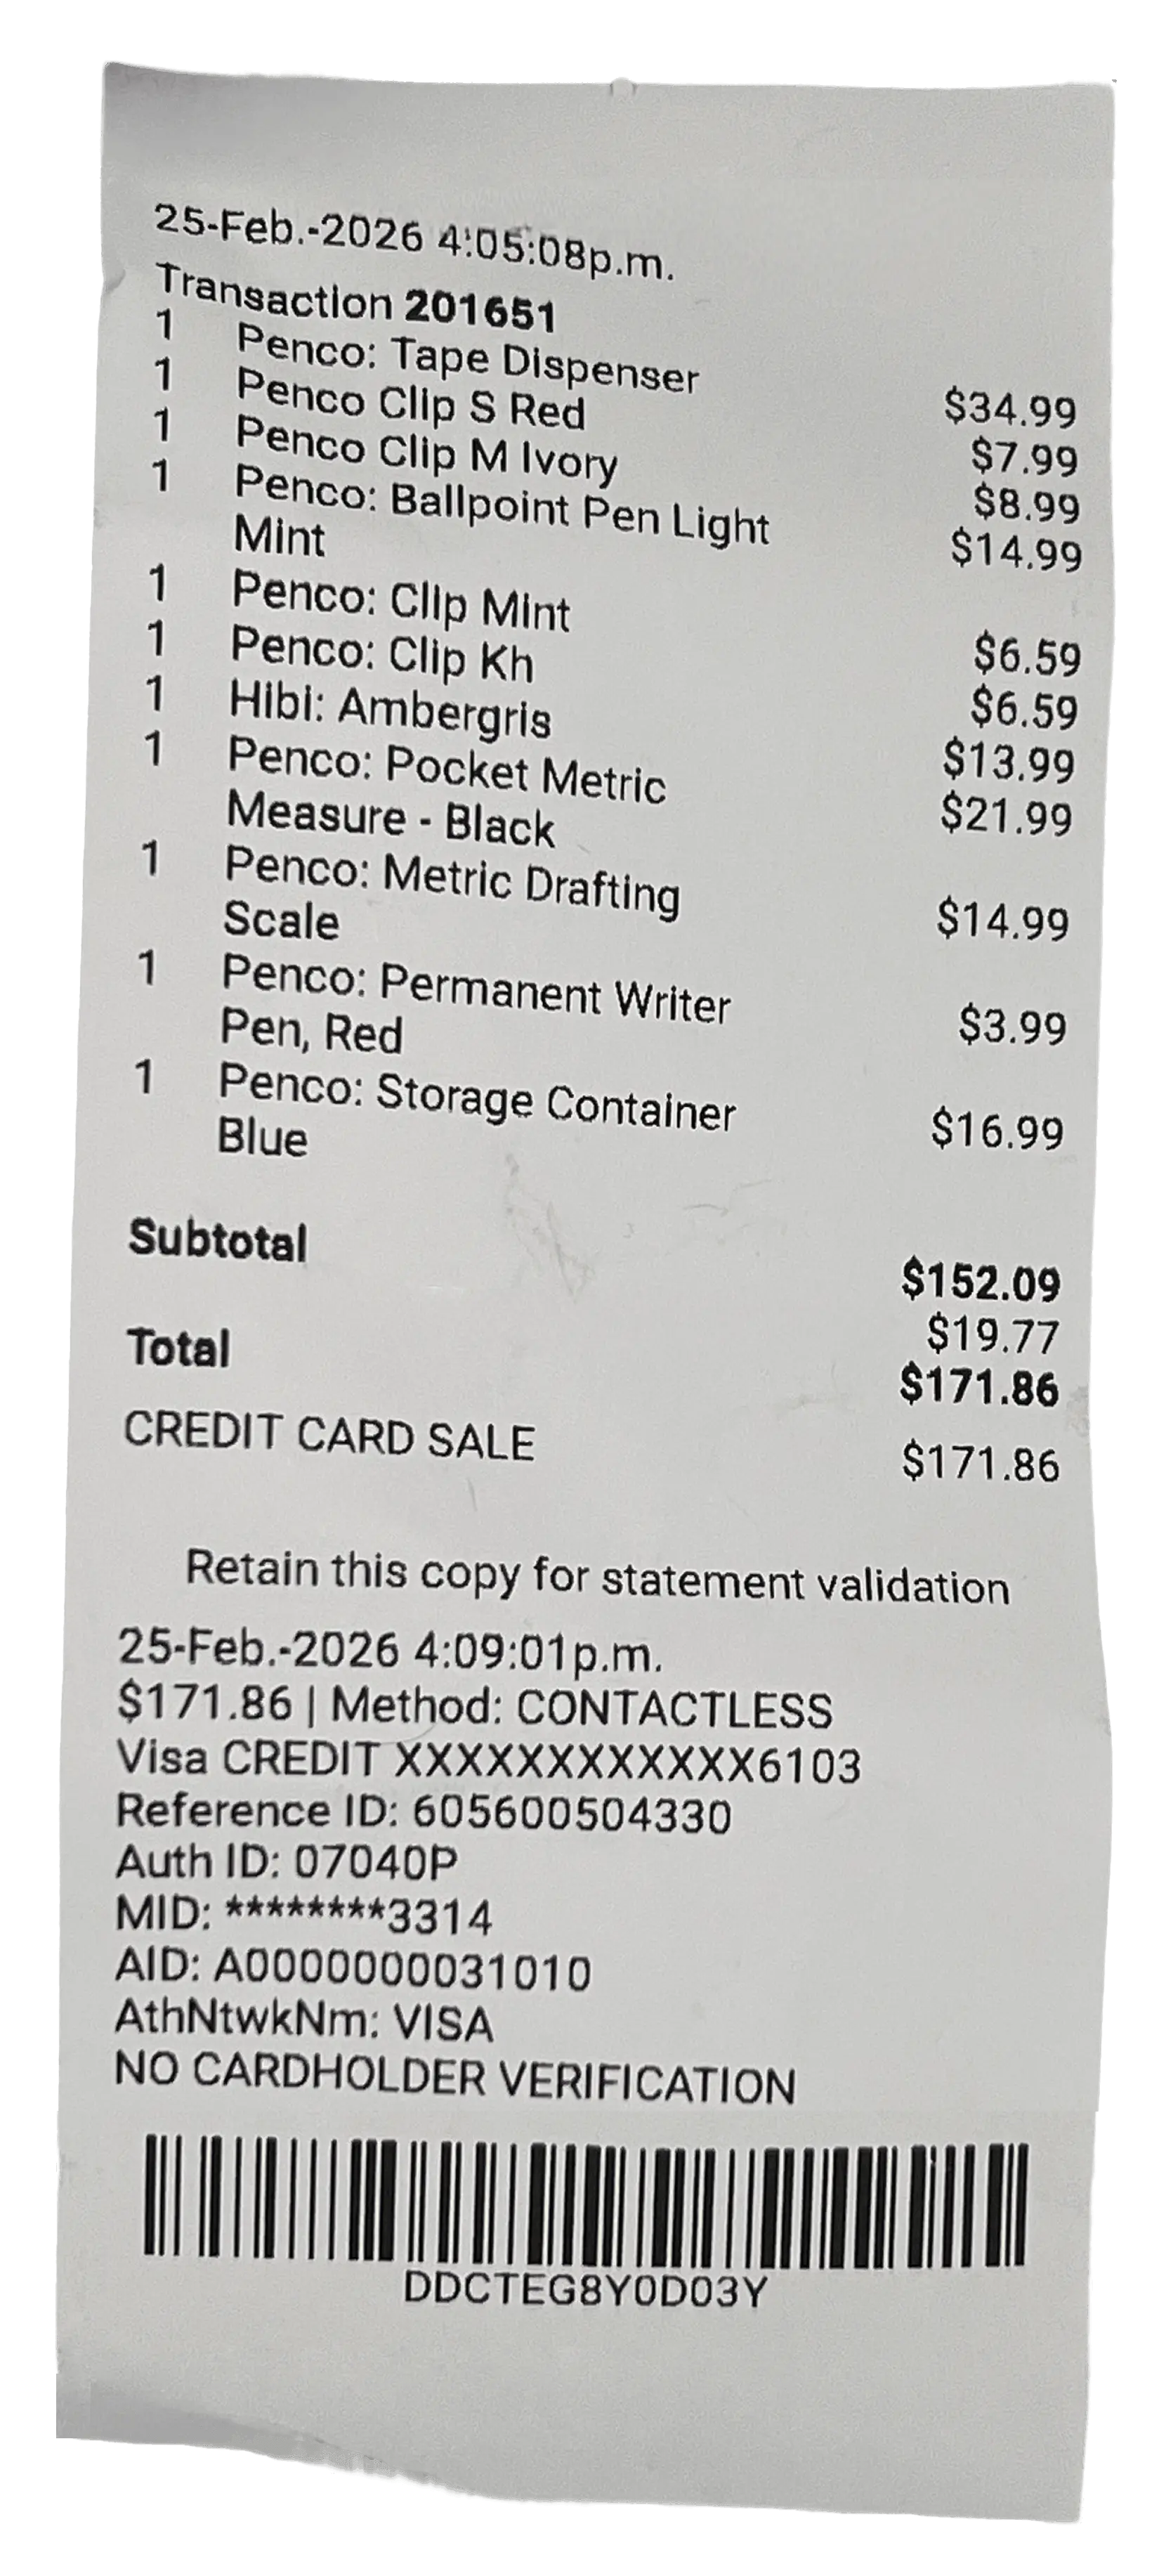 25-Feb.-2026 4:05:08p.m.
Transaction 201651
1 Penco: Tape Dispenser $34.99
1 Penco Clip S Red $7.99
1 Penco Clip M Ivory $8.99
1 Penco: Ballpoint Pen Light $14.99
Mint
1 Penco: Clip Mint $6.59
1 Penco: Clip Kh $6.59
1 Hibi: Ambergris $13.99
1 Penco: Pocket Metric $21.99
Measure - Black
1 Penco: Metric Drafting $14.99
Scale
1 Penco: Permanent Writer $3.99
Pen, Red
1 Penco: Storage Container $16.99
Blue
Subtotal $152.09
$19.77
Total $171.86
CREDIT CARD SALE $171.86
Retain this copy for statement validation
25-Feb.-2026 4:09:01p.m.
$171.86 | Method: CONTACTLESS
Visa CREDIT XXXXXXXXXXXX6103
Reference ID: 605600504330
Auth ID: 07040P
MID: ********3314
AID: A0000000031010
AthNtwkNm: VISA
NO CARDHOLDER VERIFICATION
DDCTEG8Y0D03Y